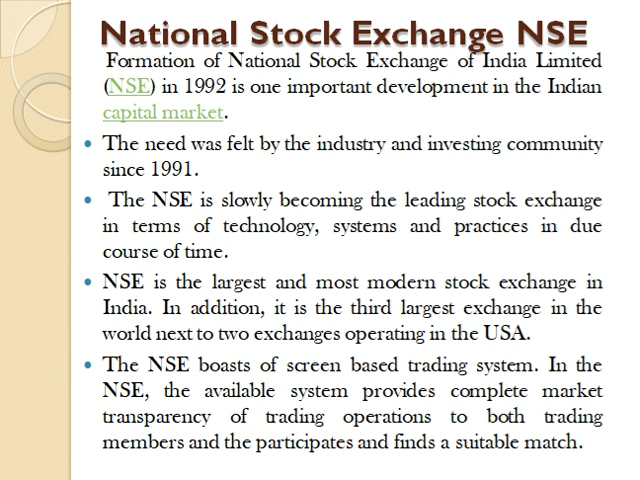 National Stock Exchange NSE
Formation of National Stock Exchange of India Limited
(NSE) in 1992 is one important development in the Indian
capital market.
• The need was felt by the industry and investing community
since 1991.
• The NSE is slowly becoming the leading stock exchange
in terms of technology, systems and practices in due
course of time.
• NSE is the largest and most modern stock exchange in
India. In addition, it is the third largest exchange in the
world next to two exchanges operating in the USA.
• The NSE boasts of screen based trading system. In the
NSE, the available system provides complete market
transparency of trading operations to both trading
members and the participates and finds a suitable match.